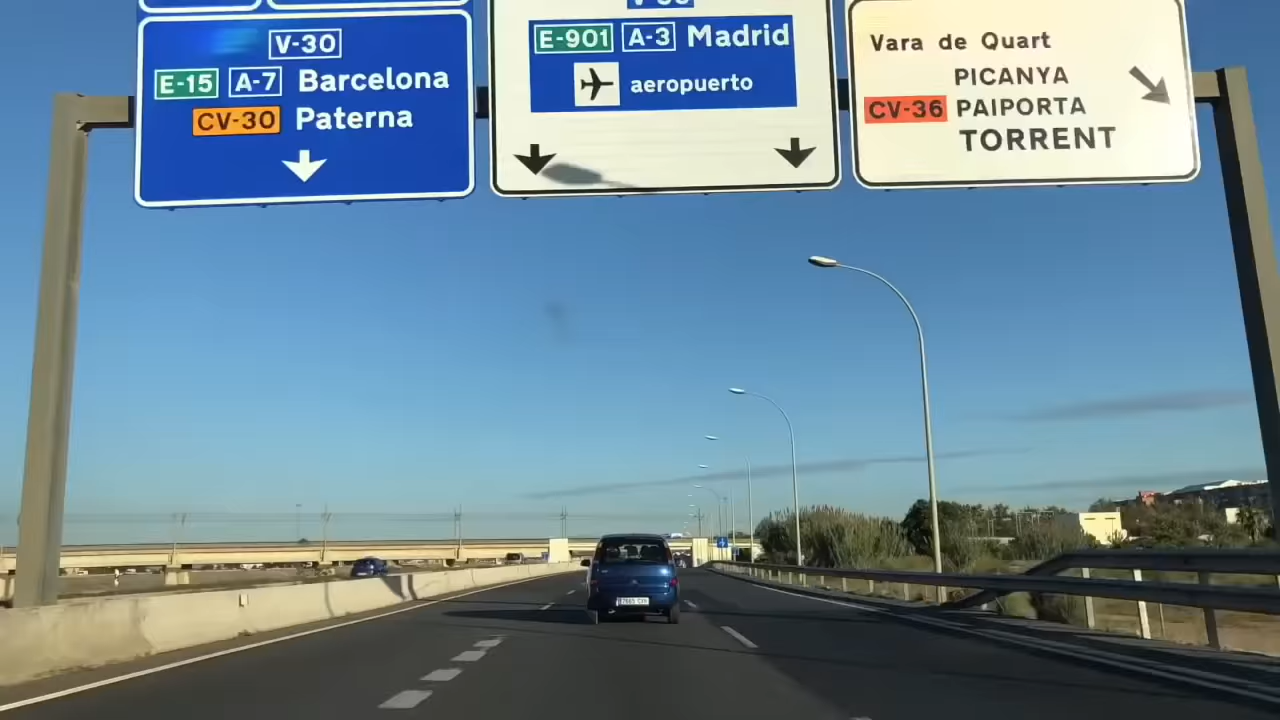 V-30
E-15 A-7 Barcelona
CV-30 Paterna
E-901 A-3 Madrid
aeropuerto
Vara de Quart
PICANYA
CV-36 PAIPORTA
TORRENT